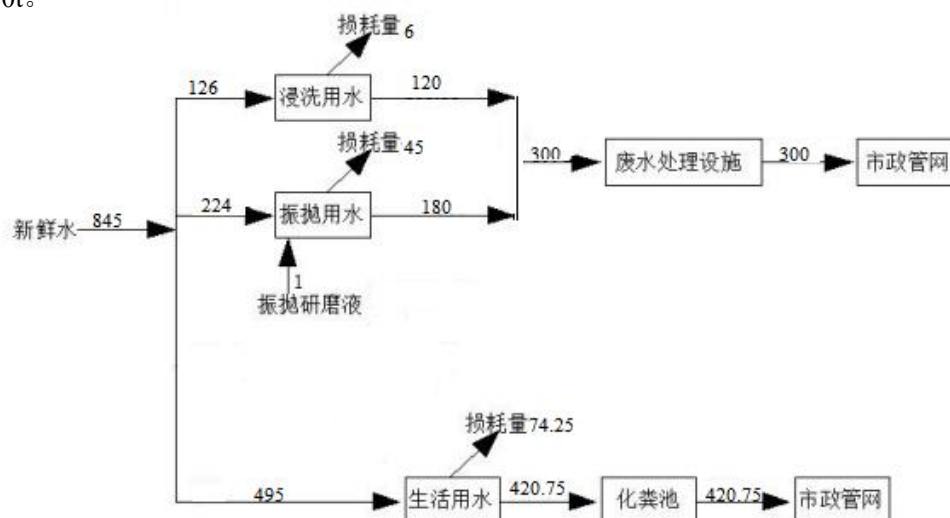 0t。
损耗量 6
126
浸洗用水
120
损耗量 45
300
废水处理设施
300
市政管网
新鲜水
845
224
振抛用水
180
1
振抛研磨液
损耗量74.25
495
生活用水
420.75
化粪池
420.75
市政管网